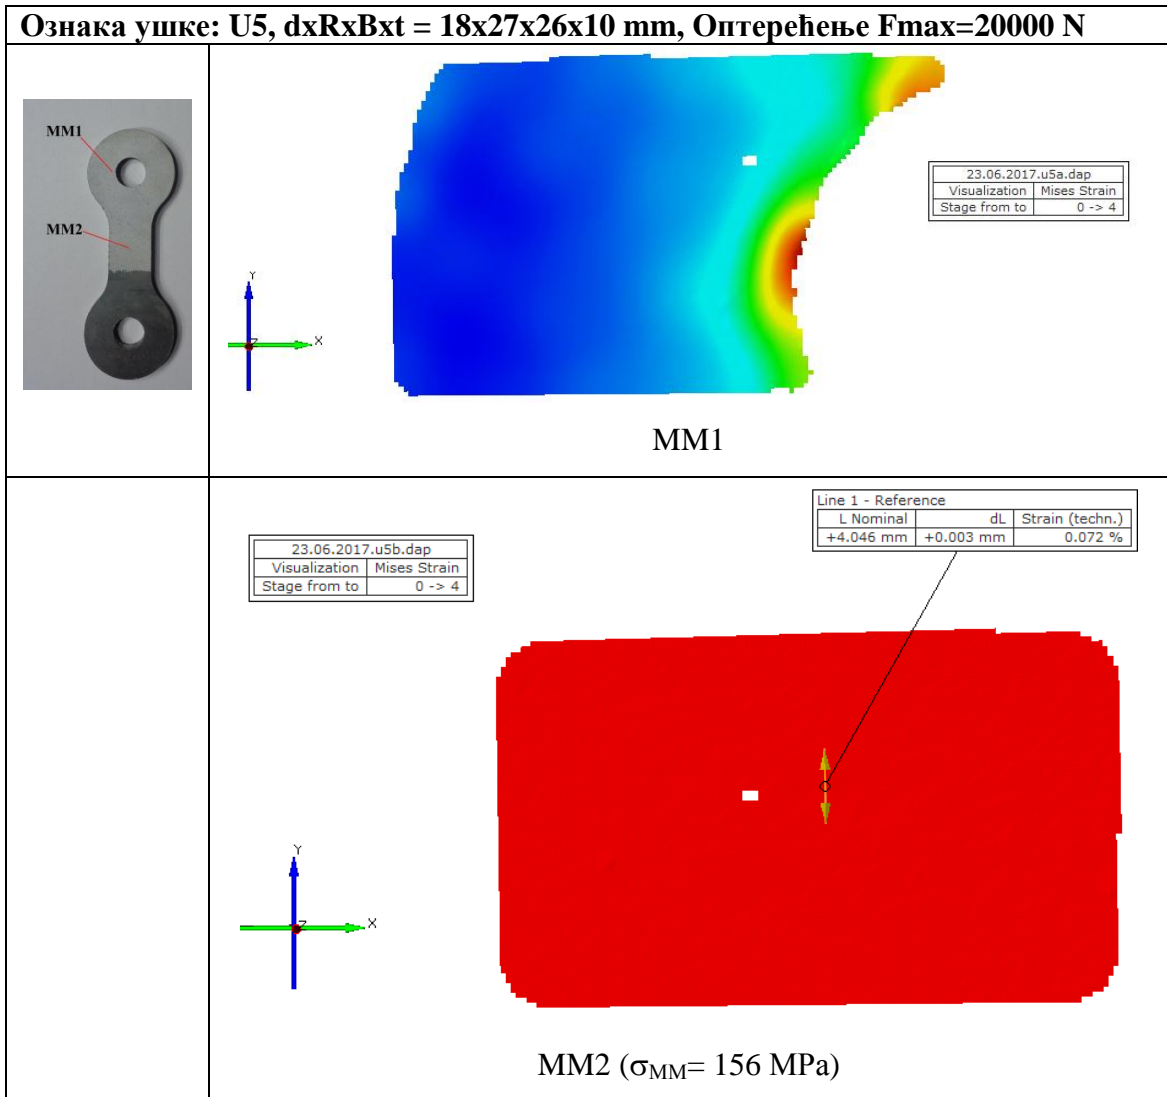 Ознака ушке: U5, dxRxBxt = 18x27x26x10 mm, Оптерећење Fmax=20000 N
MM1
MM2
23.06.2017.u5a.dap
Visualization Mises Strain
Stage from to 0 -> 4
Y
Z X
MM1
Line 1 - Reference
L Nominal dL Strain (techn.)
+4.046 mm +0.003 mm 0.072 %
23.06.2017.u5b.dap
Visualization Mises Strain
Stage from to 0 -> 4
Y
Z X
MM2 (σMM= 156 MPa)